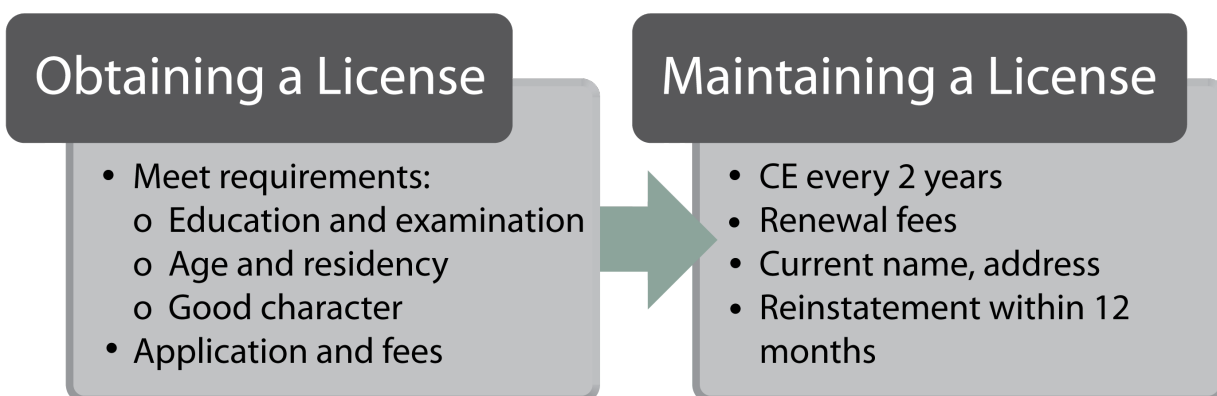 Obtaining a License
• Meet requirements:
o Education and examination
o Age and residency
o Good character
• Application and fees
Maintaining a License
• CE every 2 years
• Renewal fees
• Current name, address
• Reinstatement within 12
months